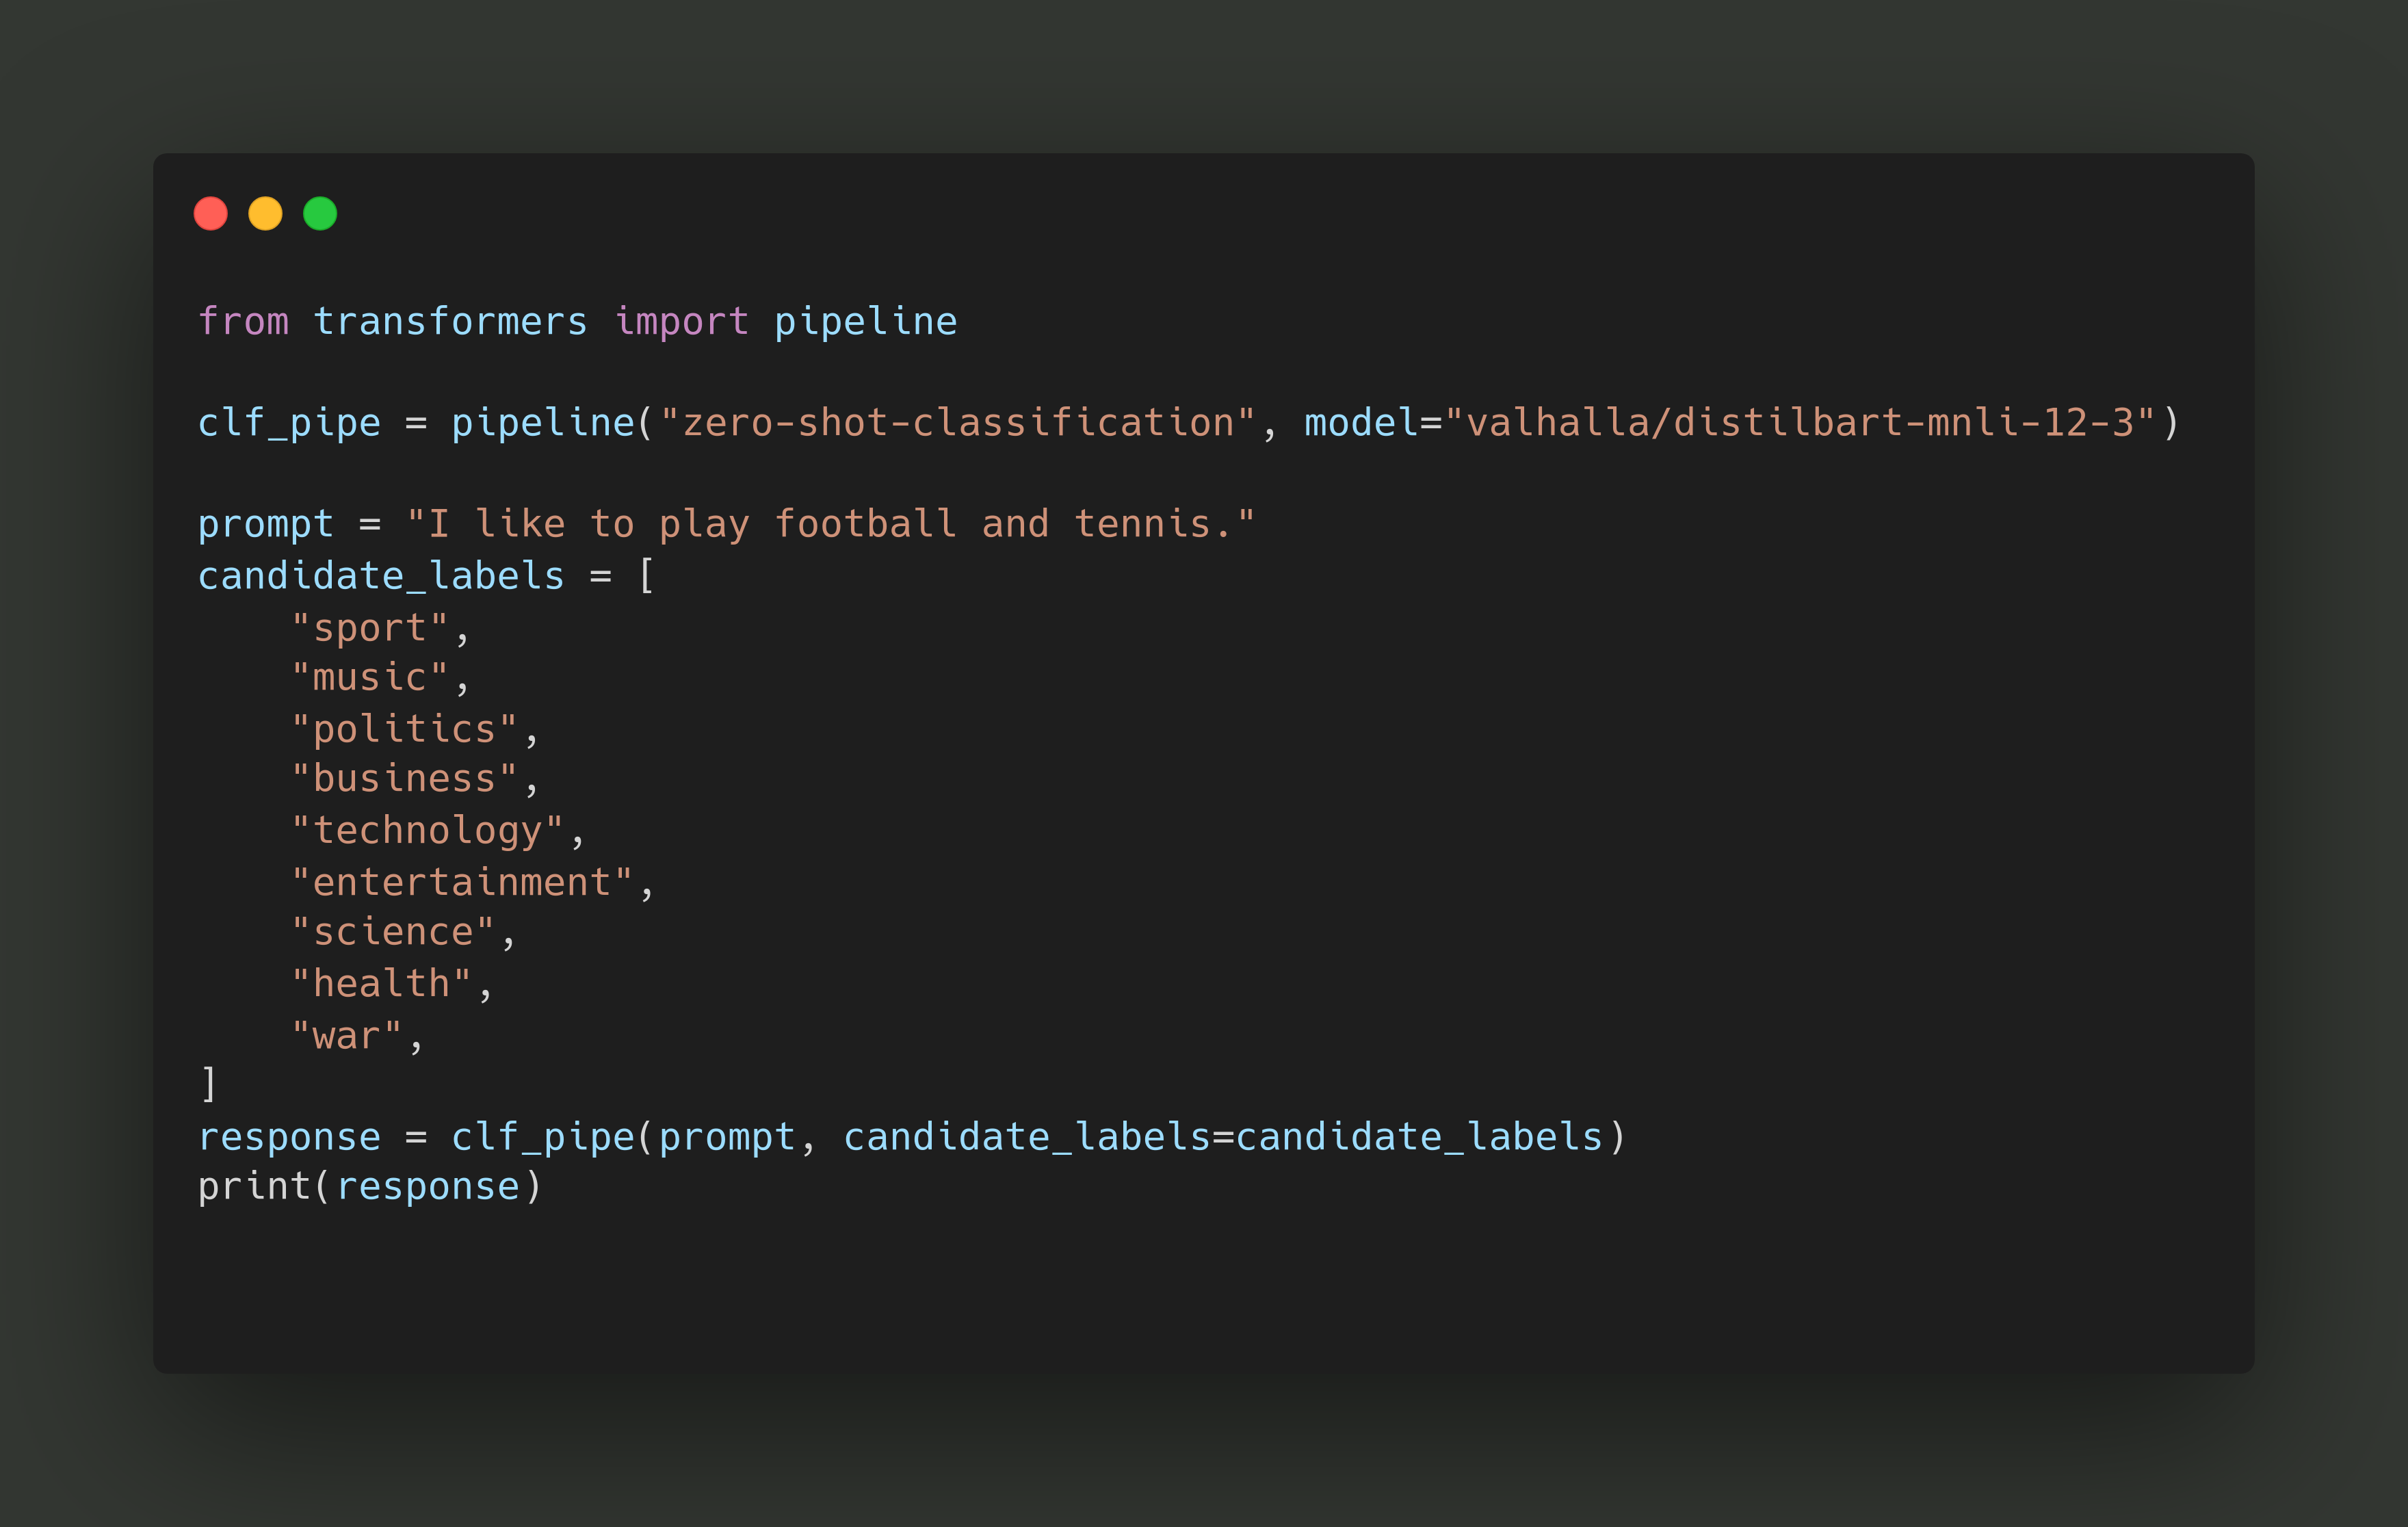 from transformers import pipeline
clf_pipe = pipeline("zero-shot-classification", model="valhalla/distilbart-mnli-12-3")
prompt = "I like to play football and tennis."
candidate_labels = [
    "sport",
    "music",
    "politics",
    "business",
    "technology",
    "entertainment",
    "science",
    "health",
    "war",
]
response = clf_pipe(prompt, candidate_labels=candidate_labels)
print(response)